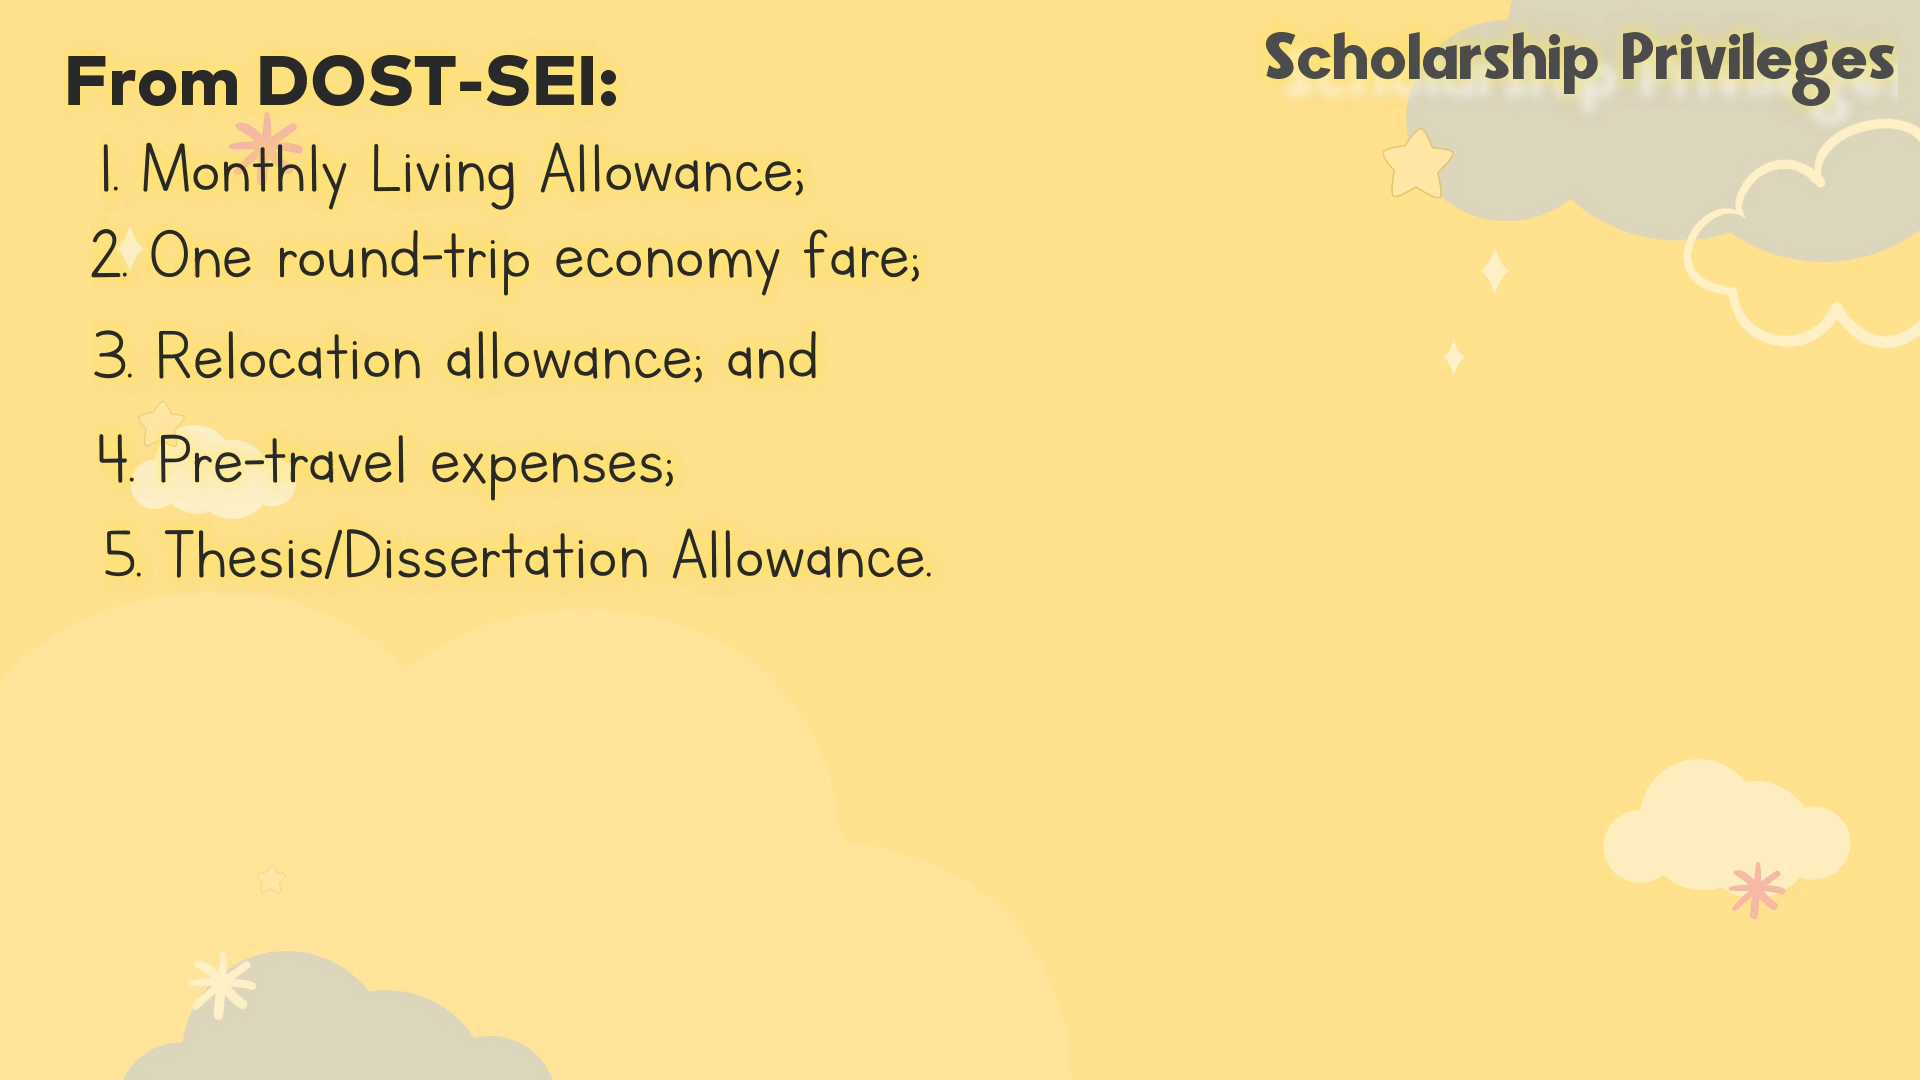 Scholarship Privileges
From DOST-SEI:
1. Monthly Living Allowance;
2. One round-trip economy fare;
3. Relocation allowance; and
4. Pre-travel expenses;
5. Thesis/Dissertation Allowance.